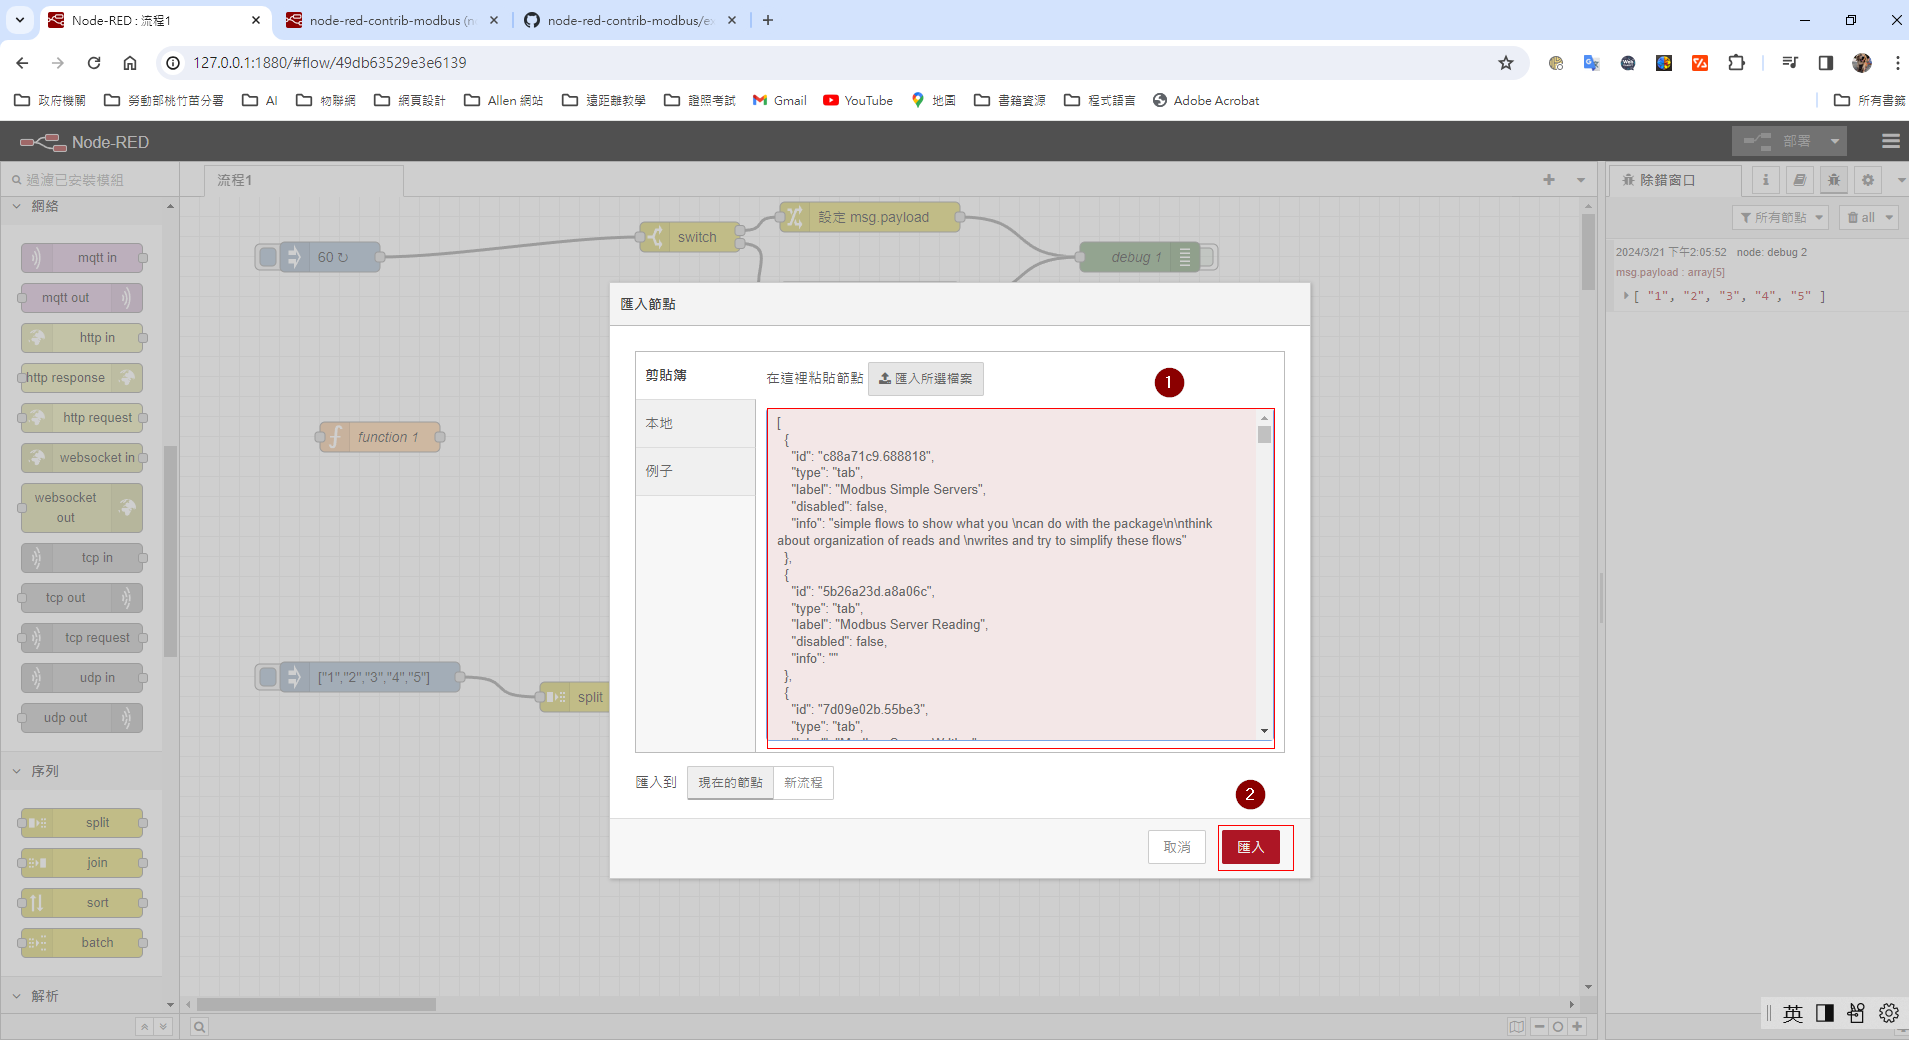 Node-RED : 流程1
node-red-contrib-modbus (n
node-red-contrib-modbus/ex
127.0.0.1:1880/#flow/49db63529e3e6139
政府機關 勞動部桃竹苗分署 AI 物聯網 網頁設計 Allen 網站 遠距離教學 證照考試 Gmail YouTube 地圖 書籍資源 程式語言 Adobe Acrobat 所有書籤
Node-RED
部署
過濾已安裝模組
流程1
除錯窗口
網絡
mqtt in
mqtt out
http in
http response
http request
websocket in
websocket
out
tcp in
tcp out
tcp request
udp in
udp out
序列
split
join
sort
batch
解析
60 ↻
switch
設定 msg.payload
debug 1
function 1
["1","2","3","4","5"]
split
匯入節點
剪貼簿
本地
例子
在這裡粘貼節點
匯入所選檔案
1
[
{
"id": "c88a71c9.688818",
"type": "tab",
"label": "Modbus Simple Servers",
"disabled": false,
"info": "simple flows to show what you \ncan do with the package\n\nthink
about organization of reads and \nwrites and try to simplify these flows"
},
{
"id": "5b26a23d.a8a06c",
"type": "tab",
"label": "Modbus Server Reading",
"disabled": false,
"info": ""
},
{
"id": "7d09e02b.55be3",
"type": "tab",
匯入到
現在的節點
新流程
2
取消
匯入
所有節點
all
2024/3/21 下午2:05:52 node: debug 2
msg.payload : array[5]
[ "1", "2", "3", "4", "5" ]
英